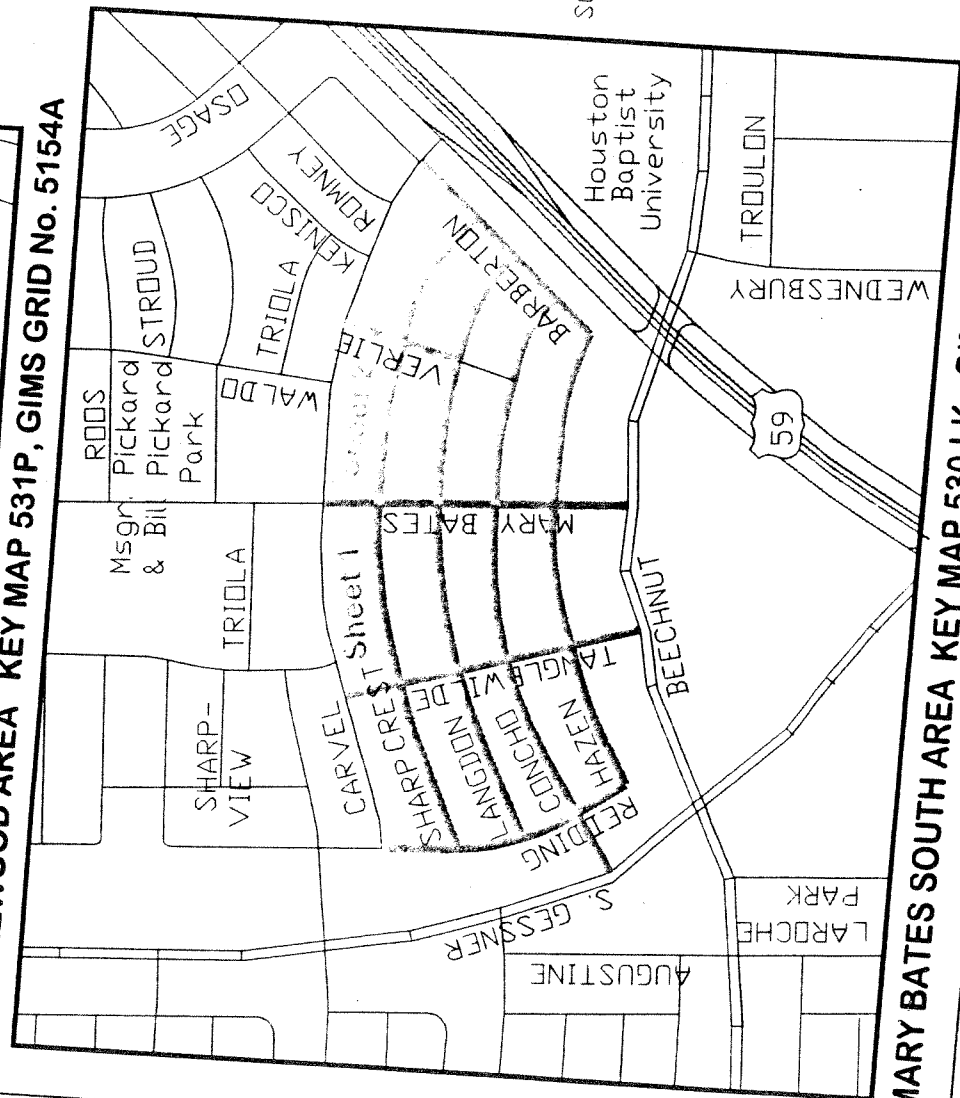 KEY MAP 531P, GIMS GRID No. 5154A
AREA
OSAGE
ROMNEY
KENISCO
STROUD
TRIOLA
ROOS
Msgr. Pickard
& Bill Pickard
Park
WALDO
VERLIE
BARBERTON
Houston
Baptist
University
TROULON
WEDNESBURY
59
TRIOLA
SHARP-
VIEW
CARVEL
Sheet 1
SHARPCREST
LANGDON
CONCHO
HAZEN
MARY BATES
TANGLEWILDE
REDDING
BEECHNUT
S. GESSNER
AUGUSTINE
LAROCHE
PARK
MARY BATES SOUTH AREA KEY MAP 530